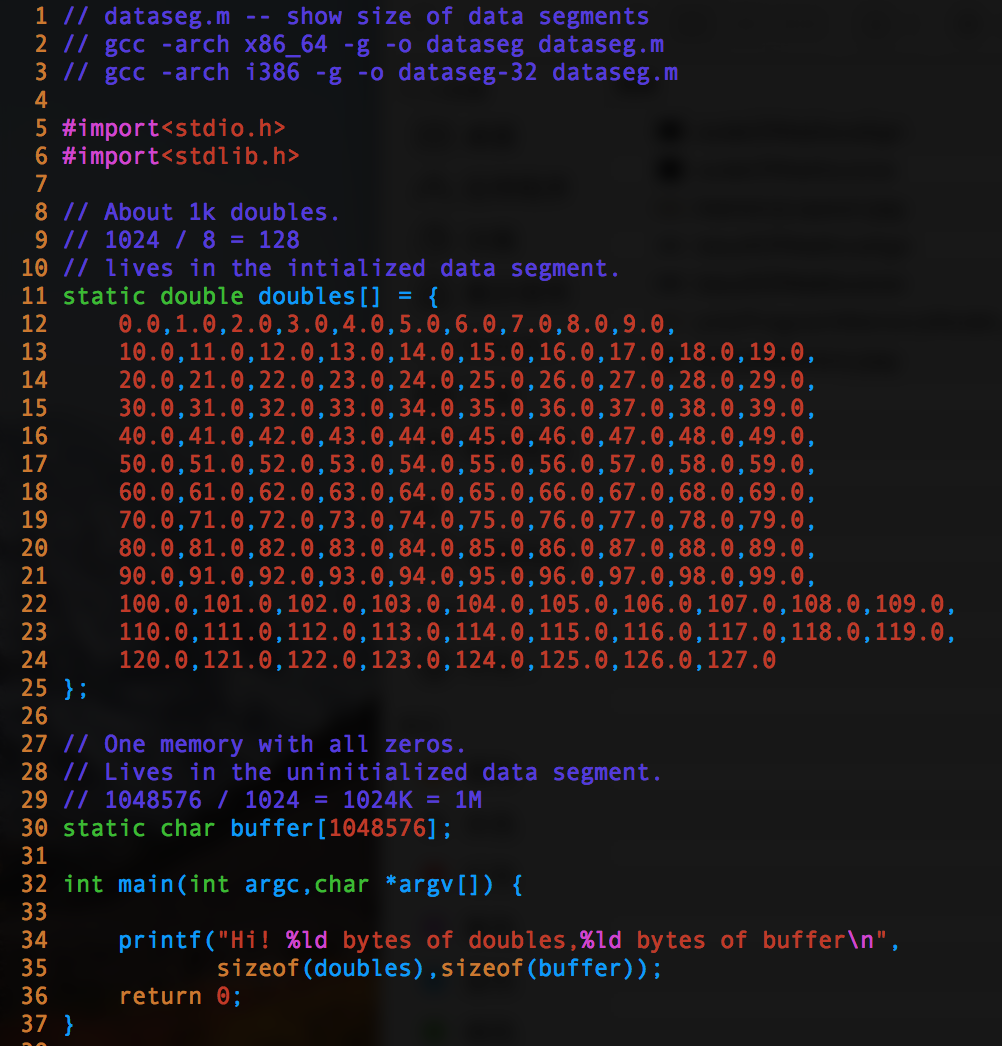 1 // dataseg.m -- show size of data segments
2 // gcc -arch x86_64 -g -o dataseg dataseg.m
3 // gcc -arch i386 -g -o dataseg-32 dataseg.m
4
5 #import<stdio.h>
6 #import<stdlib.h>
7
8 // About 1k doubles.
9 // 1024 / 8 = 128
10 // lives in the intialized data segment.
11 static double doubles[] = {
12     0.0,1.0,2.0,3.0,4.0,5.0,6.0,7.0,8.0,9.0,
13     10.0,11.0,12.0,13.0,14.0,15.0,16.0,17.0,18.0,19.0,
14     20.0,21.0,22.0,23.0,24.0,25.0,26.0,27.0,28.0,29.0,
15     30.0,31.0,32.0,33.0,34.0,35.0,36.0,37.0,38.0,39.0,
16     40.0,41.0,42.0,43.0,44.0,45.0,46.0,47.0,48.0,49.0,
17     50.0,51.0,52.0,53.0,54.0,55.0,56.0,57.0,58.0,59.0,
18     60.0,61.0,62.0,63.0,64.0,65.0,66.0,67.0,68.0,69.0,
19     70.0,71.0,72.0,73.0,74.0,75.0,76.0,77.0,78.0,79.0,
20     80.0,81.0,82.0,83.0,84.0,85.0,86.0,87.0,88.0,89.0,
21     90.0,91.0,92.0,93.0,94.0,95.0,96.0,97.0,98.0,99.0,
22     100.0,101.0,102.0,103.0,104.0,105.0,106.0,107.0,108.0,109.0,
23     110.0,111.0,112.0,113.0,114.0,115.0,116.0,117.0,118.0,119.0,
24     120.0,121.0,122.0,123.0,124.0,125.0,126.0,127.0
25 };
26
27 // One memory with all zeros.
28 // Lives in the uninitialized data segment.
29 // 1048576 / 1024 = 1024K = 1M
30 static char buffer[1048576];
31
32 int main(int argc,char *argv[]) {
33
34     printf("Hi! %ld bytes of doubles,%ld bytes of buffer\n",
35            sizeof(doubles),sizeof(buffer));
36     return 0;
37 }